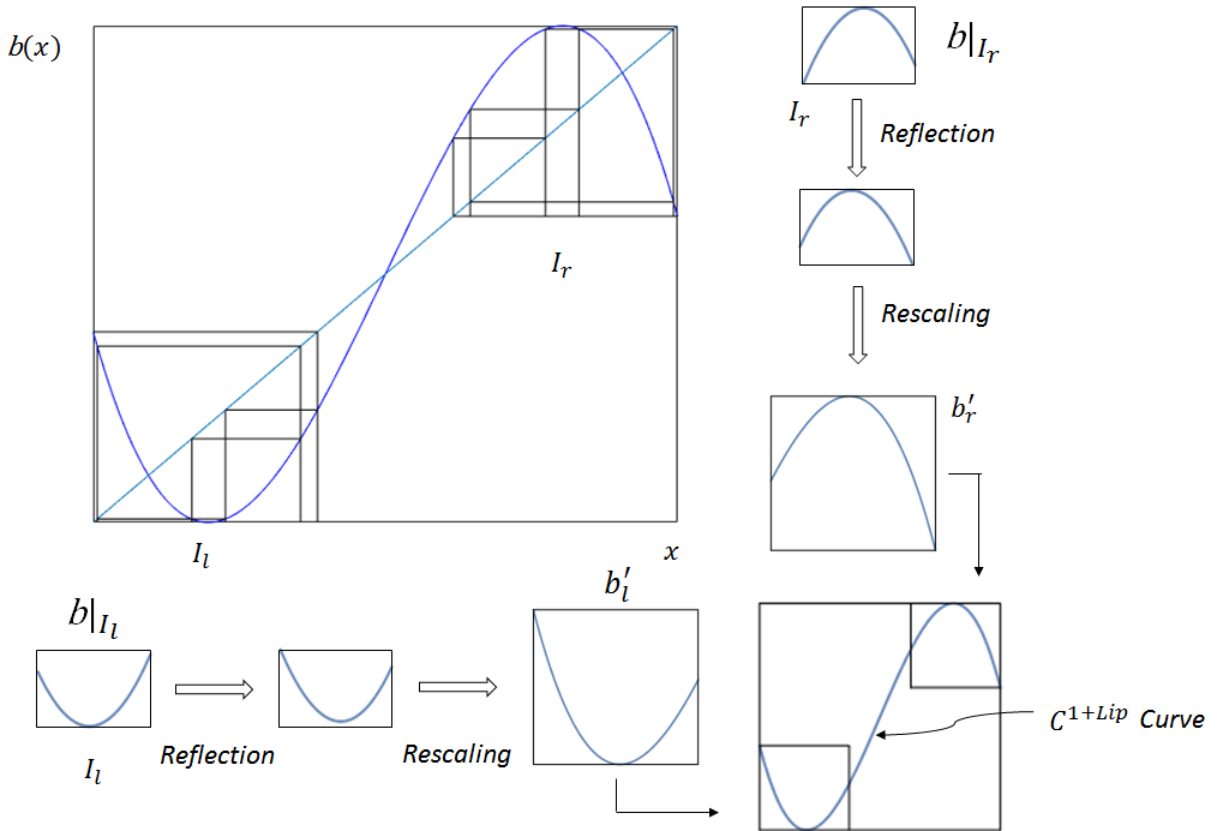 b(x)
I_r
I_l
x
b|_{I_r}
I_r
Reflection
Rescaling
b'_r
b|_{I_l}
I_l
Reflection
Rescaling
b'_l
C^{1+Lip} Curve